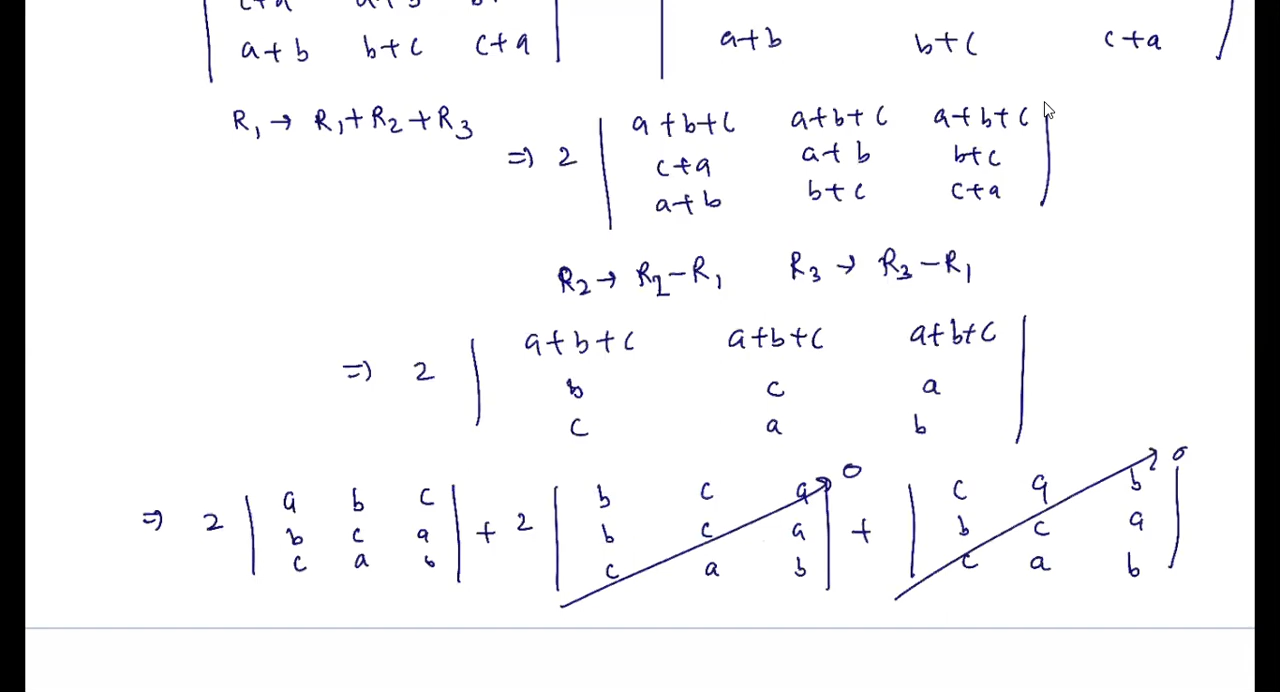 a+b b+c c+a | a+b b+c c+a
R1 → R1+R2+R3
a+b+c a+b+c a+b+c
=) 2 | c+a a+b b+c |
a+b b+c c+a
R2 → R2-R1 R3 → R3-R1
a+b+c a+b+c a+b+c
=) 2 | b c a |
c a b
=) 2 | a b c | + 2 | b c a | 0 + | c a b | 0
b c a b c a b c a
c a b c a b c a b